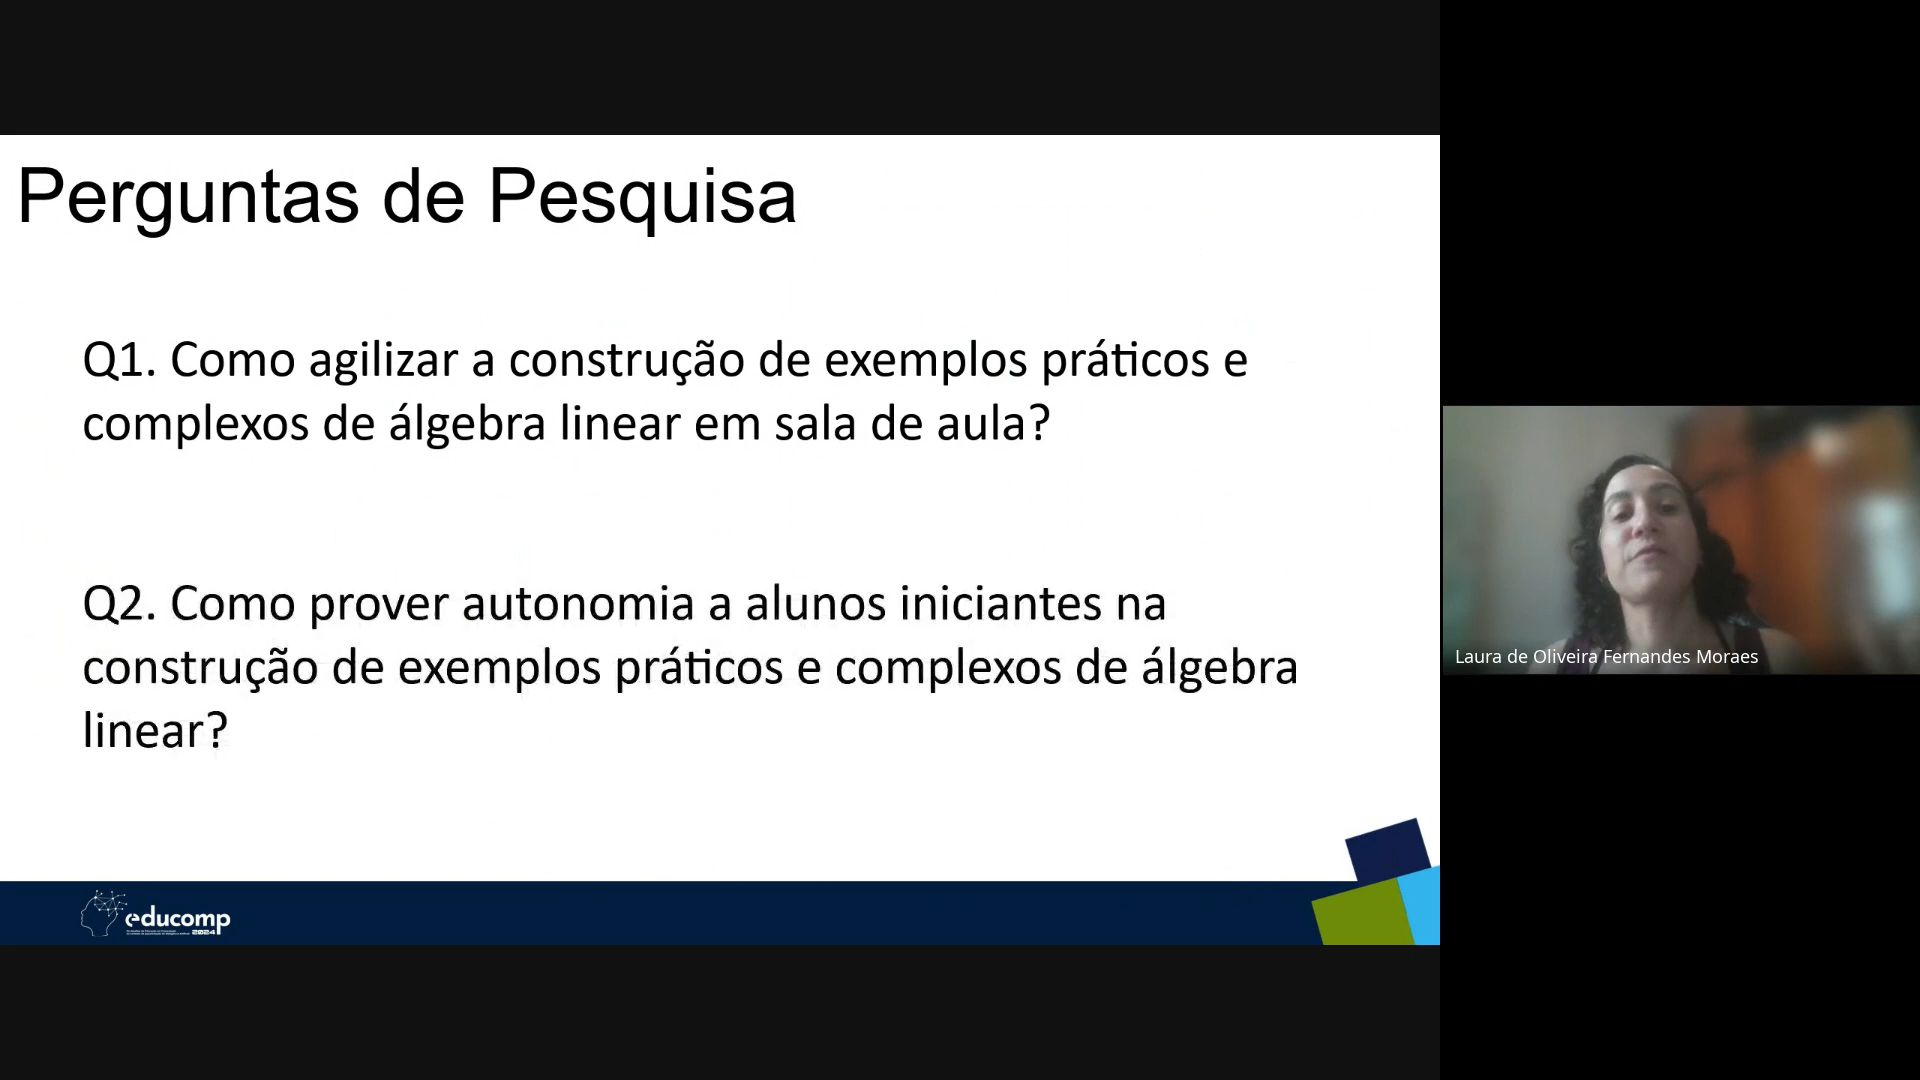 Perguntas de Pesquisa
Q1. Como agilizar a construção de exemplos práticos e
complexos de álgebra linear em sala de aula?
Q2. Como prover autonomia a alunos iniciantes na
construção de exemplos práticos e complexos de álgebra
linear?
educomp
2024
Laura de Oliveira Fernandes Moraes